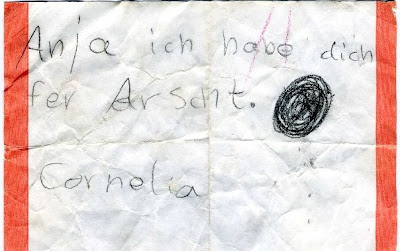 Anja ich habe dich
fer Arscht.
Cornelia